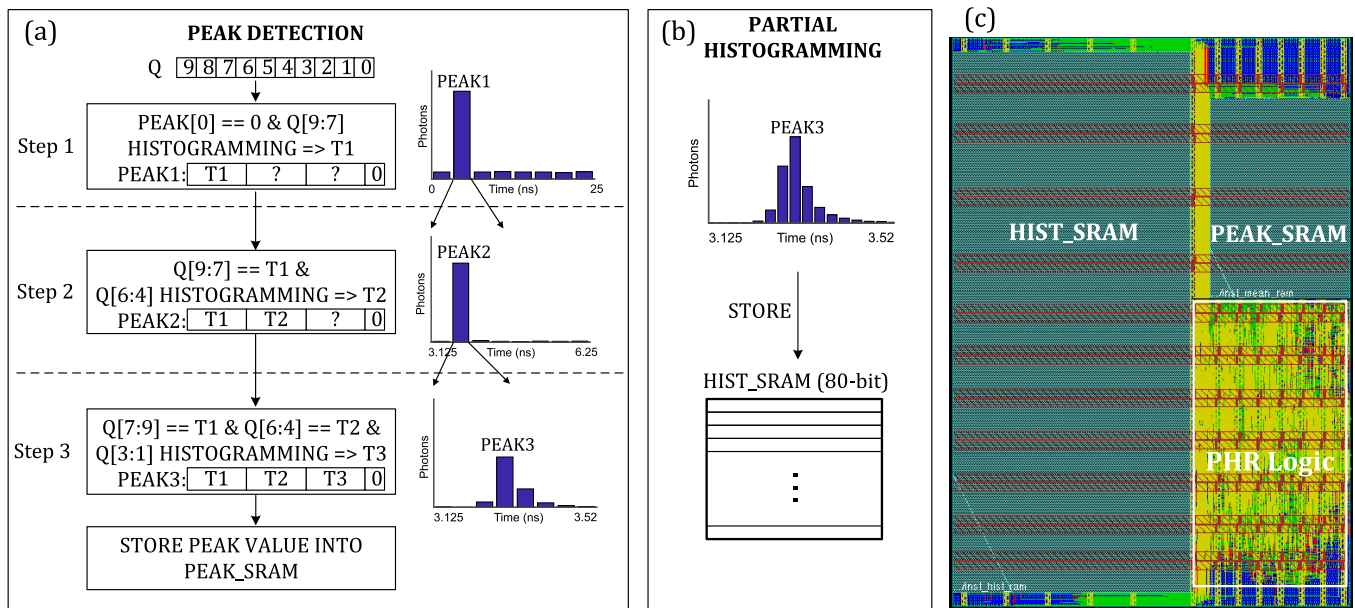 (a)
PEAK DETECTION
Q 9 8 7 6 5 4 3 2 1 0
Step 1
PEAK[0] == 0 & Q[9:7]
HISTOGRAMMING => T1
PEAK1: T1 ? ? 0
PEAK1
Photons
0 Time (ns) 25
Step 2
Q[9:7] == T1 &
Q[6:4] HISTOGRAMMING => T2
PEAK2: T1 T2 ? 0
PEAK2
Photons
3.125 Time (ns) 6.25
Step 3
Q[7:9] == T1 & Q[6:4] == T2 &
Q[3:1] HISTOGRAMMING => T3
PEAK3: T1 T2 T3 0
PEAK3
Photons
3.125 Time (ns) 3.52
STORE PEAK VALUE INTO
PEAK_SRAM
(b)
PARTIAL
HISTOGRAMMING
PEAK3
Photons
3.125 Time (ns) 3.52
STORE
HIST_SRAM (80-bit)
(c)
HIST_SRAM
PEAK_SRAM
/inst_mean_ram
PHR Logic
/inst_hist_ram